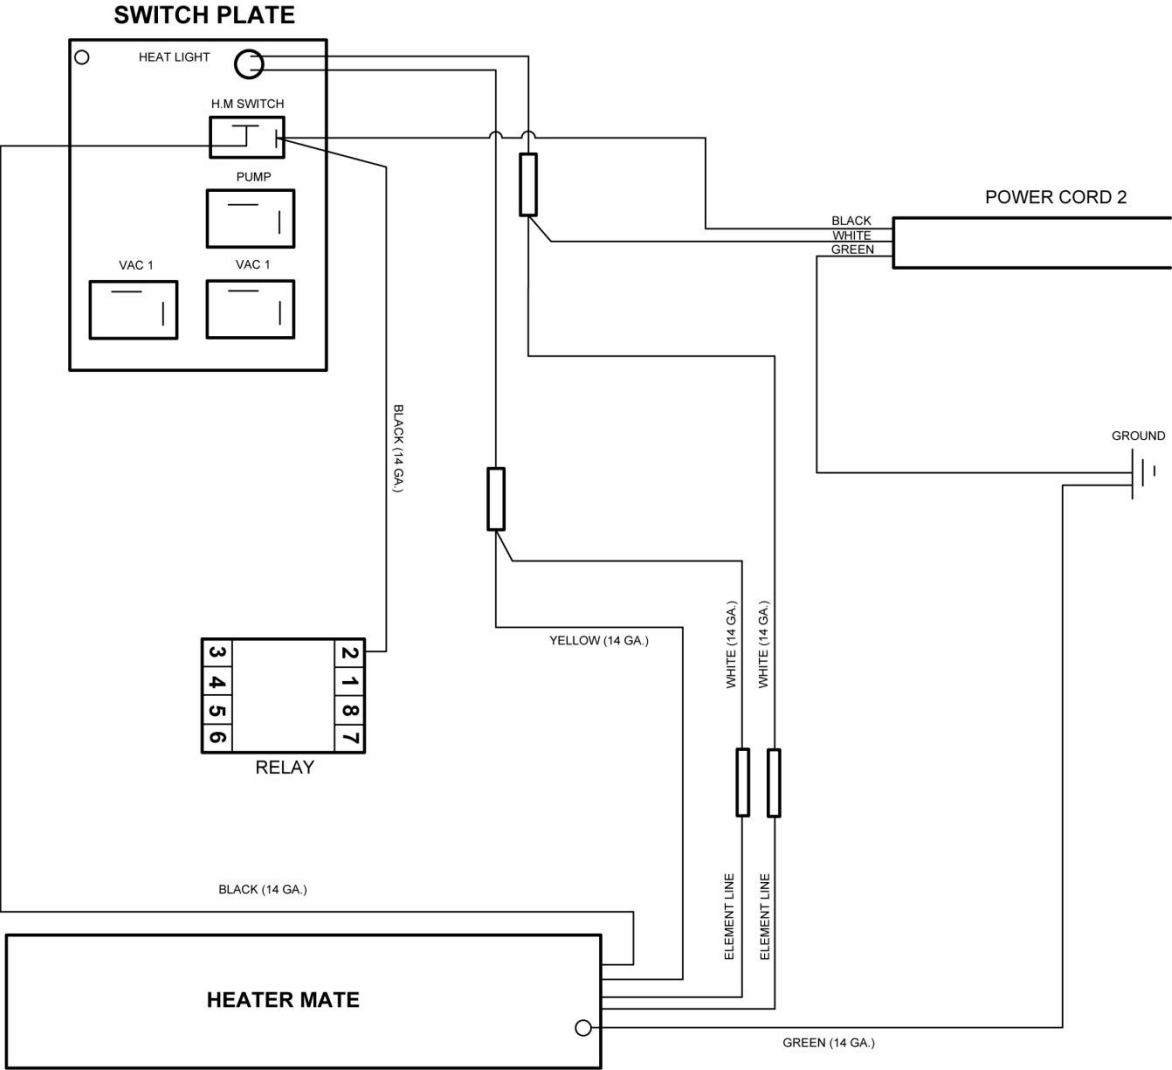 SWITCH PLATE
HEAT LIGHT
H.M SWITCH
PUMP
VAC 1
VAC 1
POWER CORD 2
BLACK
WHITE
GREEN
GROUND
BLACK (14 GA.)
YELLOW (14 GA.)
WHITE (14 GA.)
WHITE (14 GA.)
3
4
5
6
2
1
8
7
RELAY
BLACK (14 GA.)
ELEMENT LINE
ELEMENT LINE
HEATER MATE
GREEN (14 GA.)